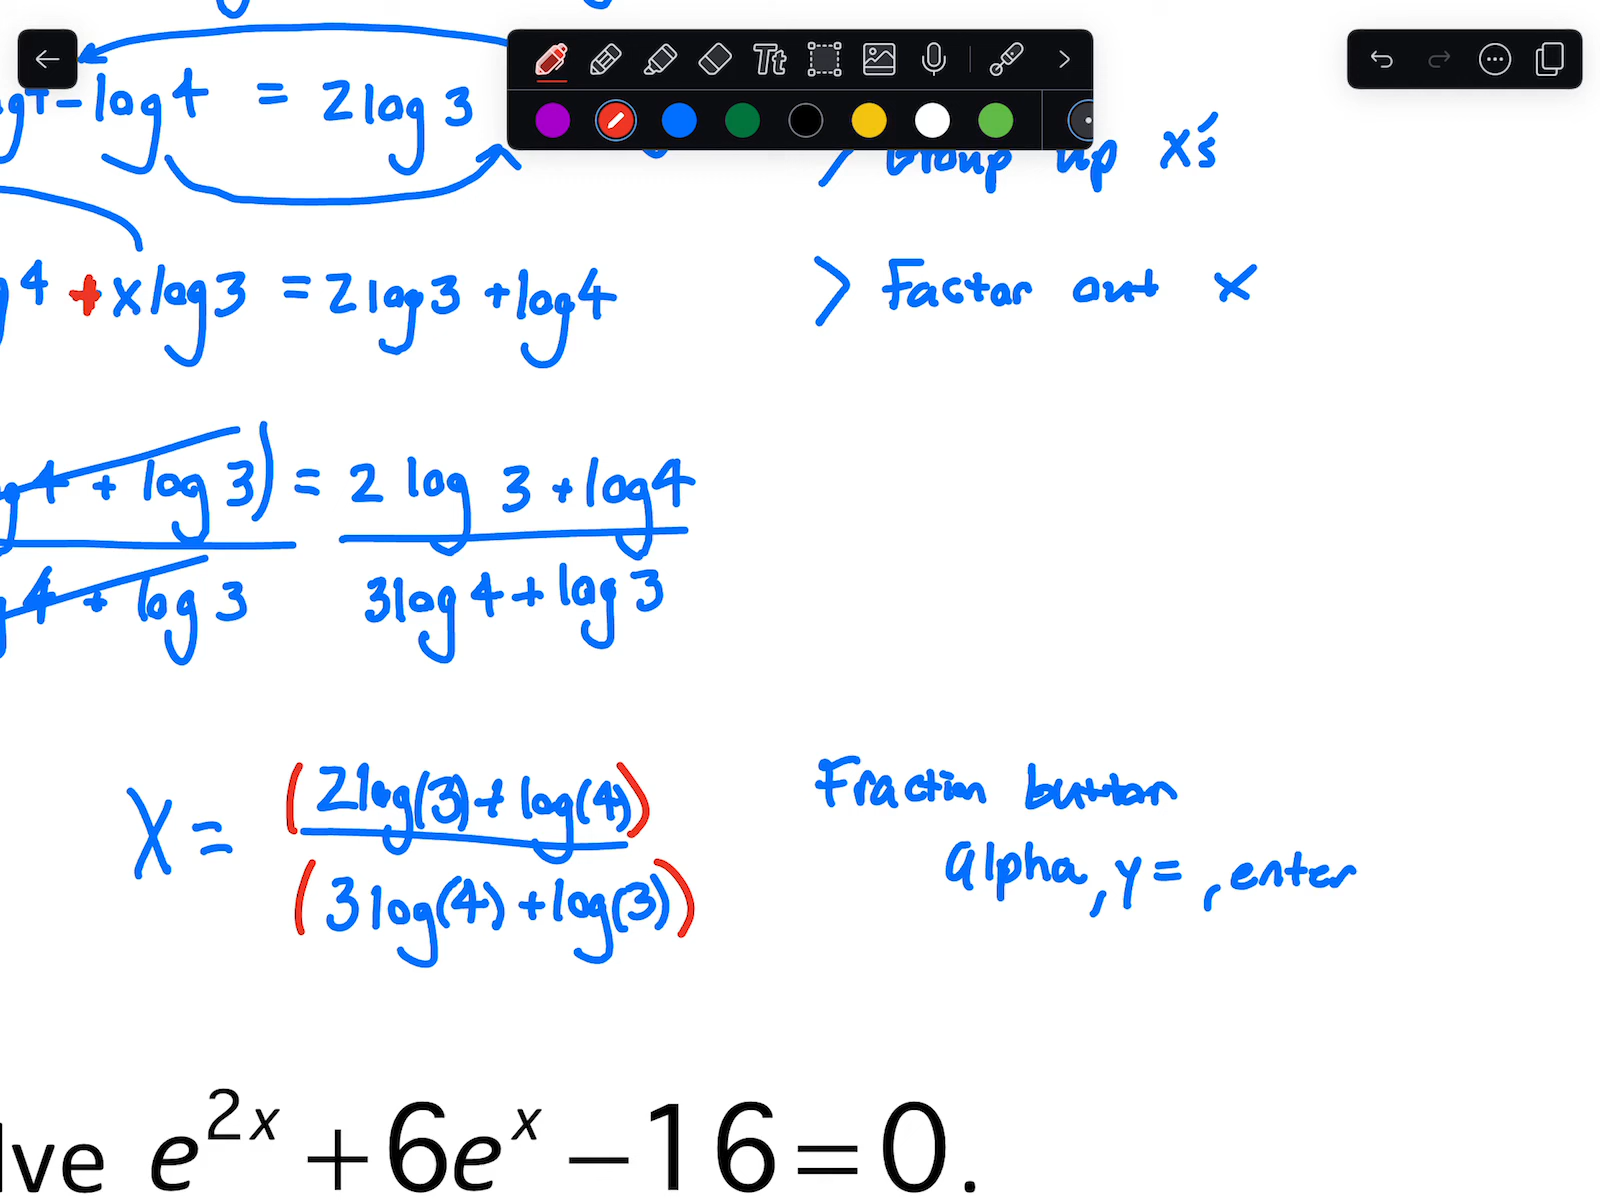 -log4 = 2log3
Group up x's
4 +xlog3 = 2log3 +log4
> Factor out x
4 + log 3) = 2 log 3 + log4
4 + log 3 3log4 + log 3
X = (2log(3) + log(4))
(3log(4) + log(3))
Fraction button
alpha, y= , enter
lve e^{2x} + 6e^x − 16 = 0.
Tt